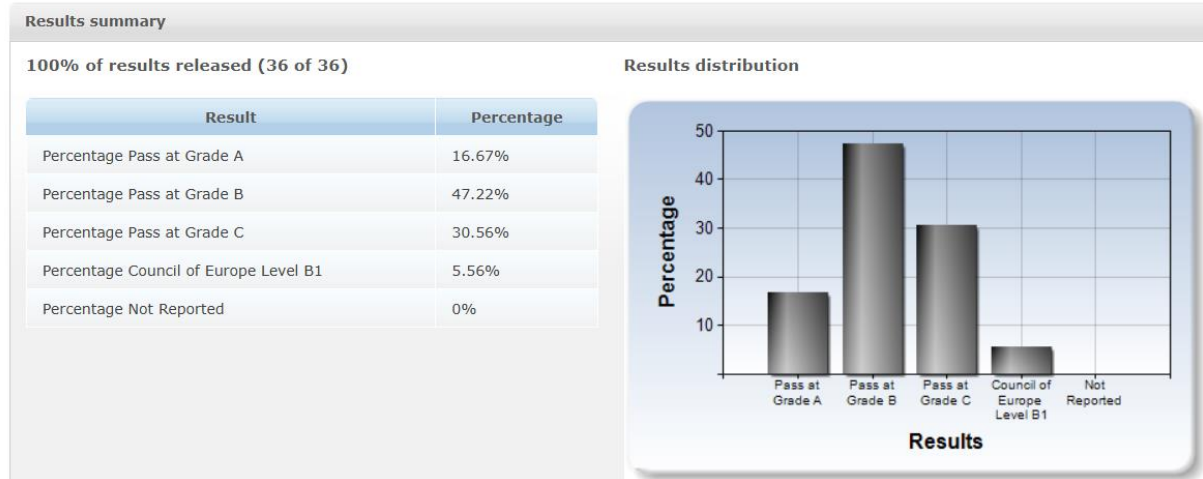 Results summary
100% of results released (36 of 36)
Result Percentage
Percentage Pass at Grade A 16.67%
Percentage Pass at Grade B 47.22%
Percentage Pass at Grade C 30.56%
Percentage Council of Europe Level B1 5.56%
Percentage Not Reported 0%
Results distribution
50
40
30
20
10
Percentage
Pass at Grade A
Pass at Grade B
Pass at Grade C
Council of Europe Level B1
Not Reported
Results